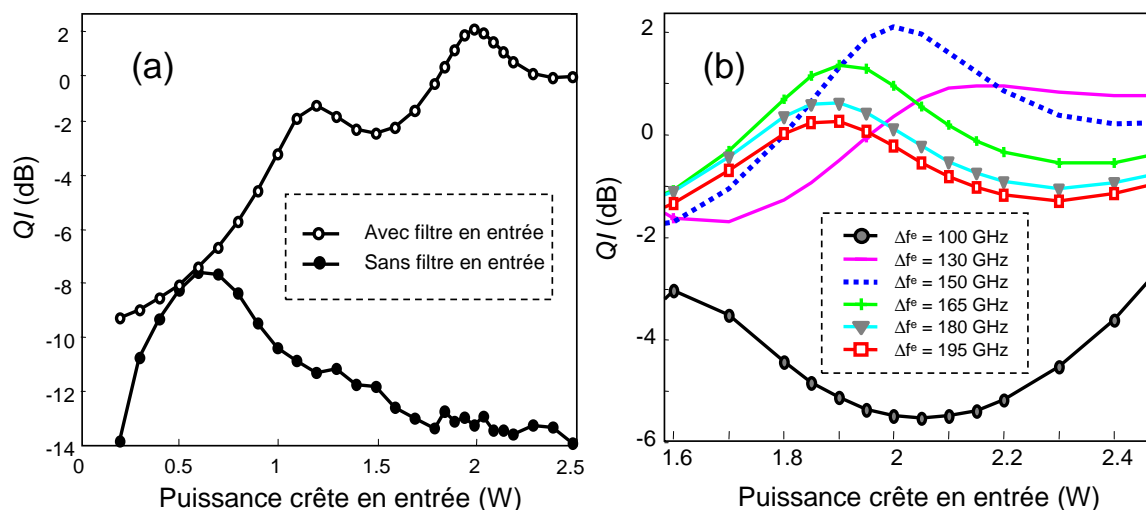 (a)
QI (dB)
2
0
-2
-4
-6
-8
-10
-12
-14
0
0.5
1
1.5
2
2.5
Avec filtre en entrée
Sans filtre en entrée
Puissance crête en entrée (W)
(b)
QI (dB)
2
0
-2
-4
-6
1.6
1.8
2
2.2
2.4
Δfᵉ = 100 GHz
Δfᵉ = 130 GHz
Δfᵉ = 150 GHz
Δfᵉ = 165 GHz
Δfᵉ = 180 GHz
Δfᵉ = 195 GHz
Puissance crête en entrée (W)